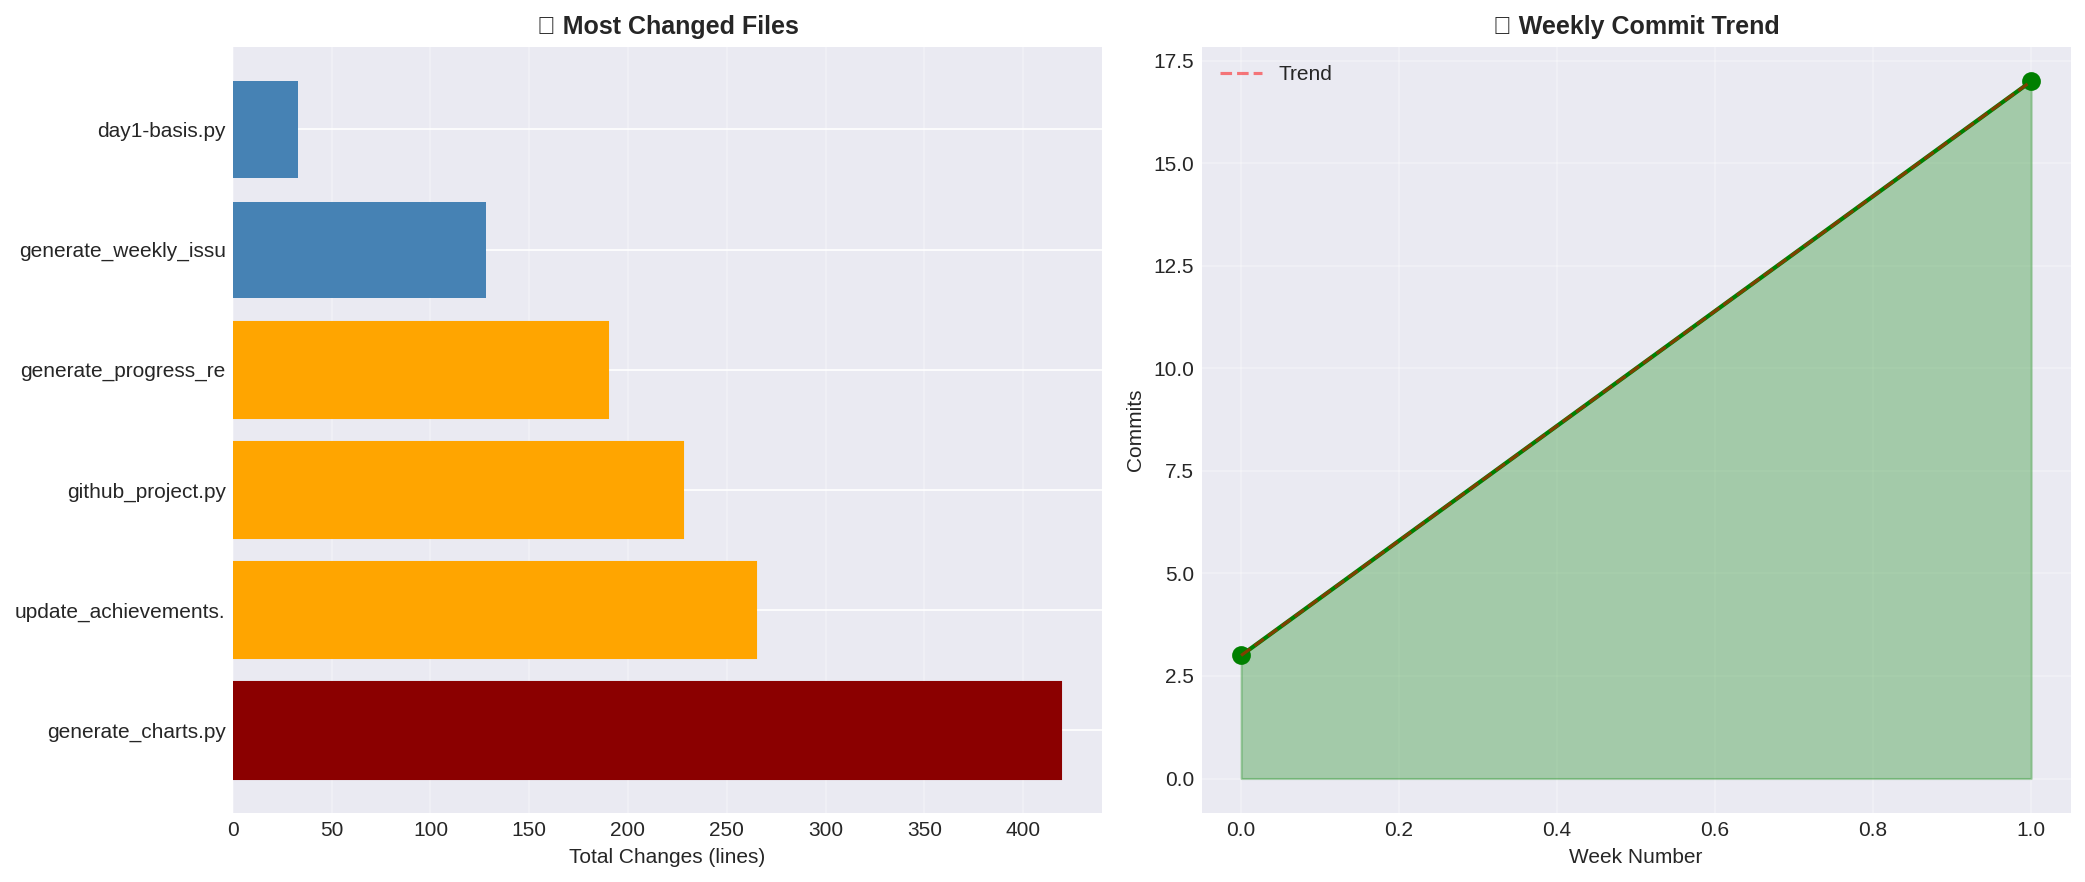 ▯ Most Changed Files
day1-basis.py
generate_weekly_issu
generate_progress_re
github_project.py
update_achievements.
generate_charts.py
0 50 100 150 200 250 300 350 400
Total Changes (lines)
▯ Weekly Commit Trend
Trend
17.5
15.0
12.5
10.0
7.5
5.0
2.5
0.0
Commits
0.0 0.2 0.4 0.6 0.8 1.0
Week Number